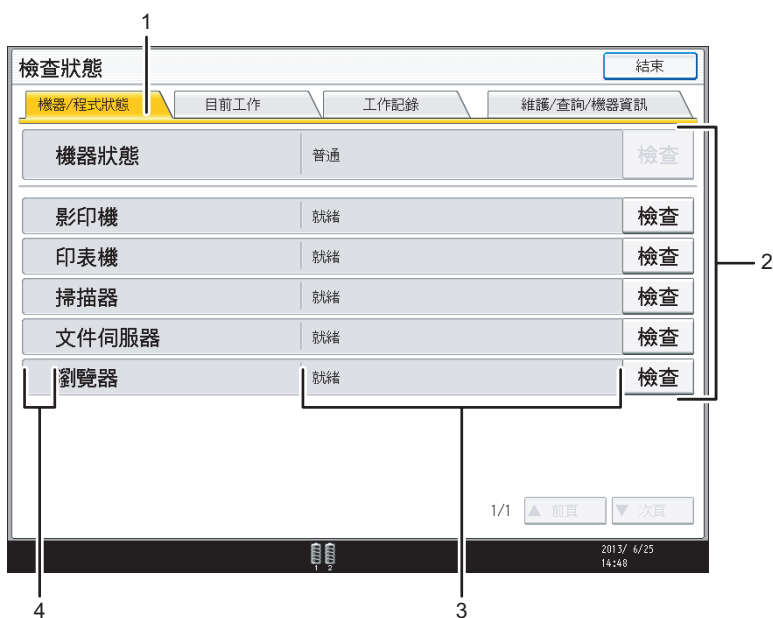 1
檢查狀態 結束
機器/程式狀態 目前工作 工作記錄 維護/查詢/機器資訊
機器狀態 普通 檢查
影印機 就緒 檢查
印表機 就緒 檢查
2
掃描器 就緒 檢查
文件伺服器 就緒 檢查
瀏覽器 就緒 檢查
1/1 ▲ 前頁 ▼ 次頁
1 2
2013/ 6/25
14:48
4 3